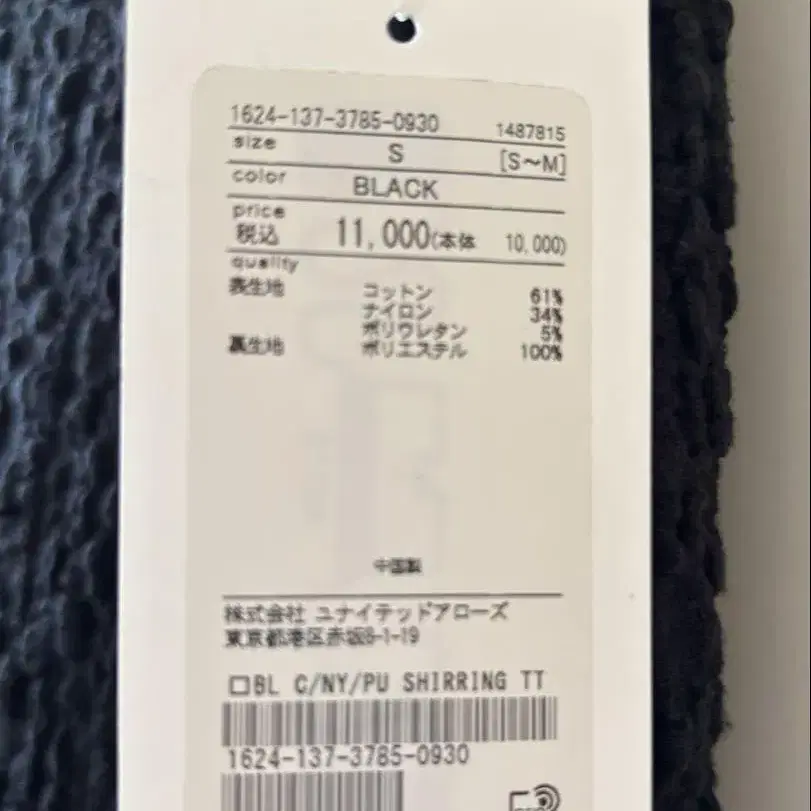 1624-137-3785-0930 1487815
size S [S～M]
color BLACK
price
税込 11,000(本体 10,000)
quality
表生地 コットン 61%
ナイロン 34%
ポリウレタン 5%
裏生地 ポリエステル 100%
中国製
株式会社 ユナイテッドアローズ
東京都港区赤坂8-1-19
□BL C/NY/PU SHIRRING TT
1624-137-3785-0930